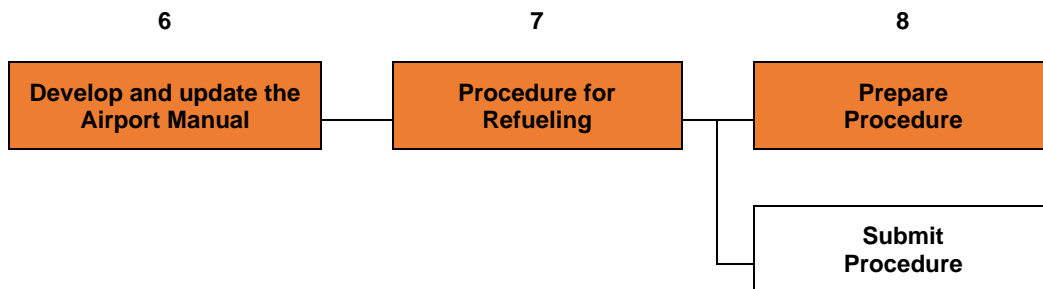 6
7
8
Develop and update the
Airport Manual
Procedure for
Refueling
Prepare
Procedure
Submit
Procedure